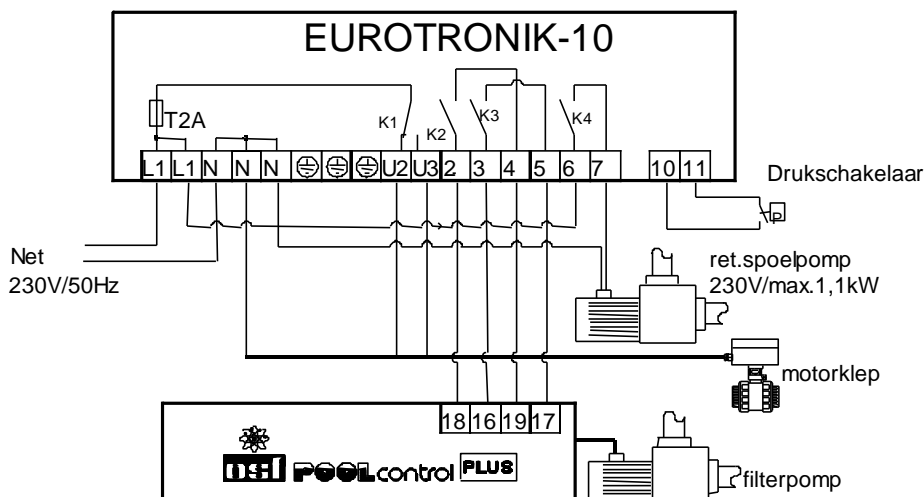 EUROTRONIK-10
T2A
K1
K2
K3
K4
L1 L1 N N N U2 U3 2 3 4 5 6 7 10 11
Drukschakelaar
P
Net
230V/50Hz
ret.spoelpomp
230V/max.1,1kW
motorklep
18 16 19 17
osf POOLcontrol PLUS
filterpomp